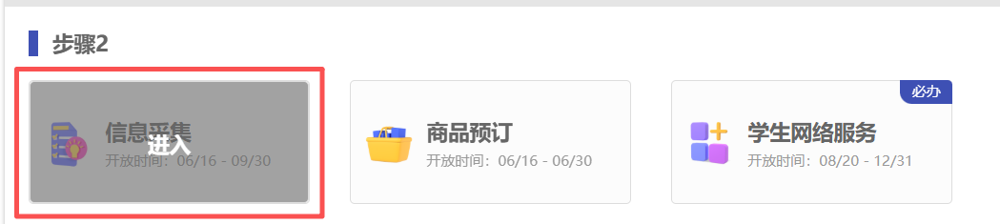 步骤2
信息采集
进入
开放时间：06/16 - 09/30
商品预订
开放时间：06/16 - 06/30
必办
学生网络服务
开放时间：08/20 - 12/31